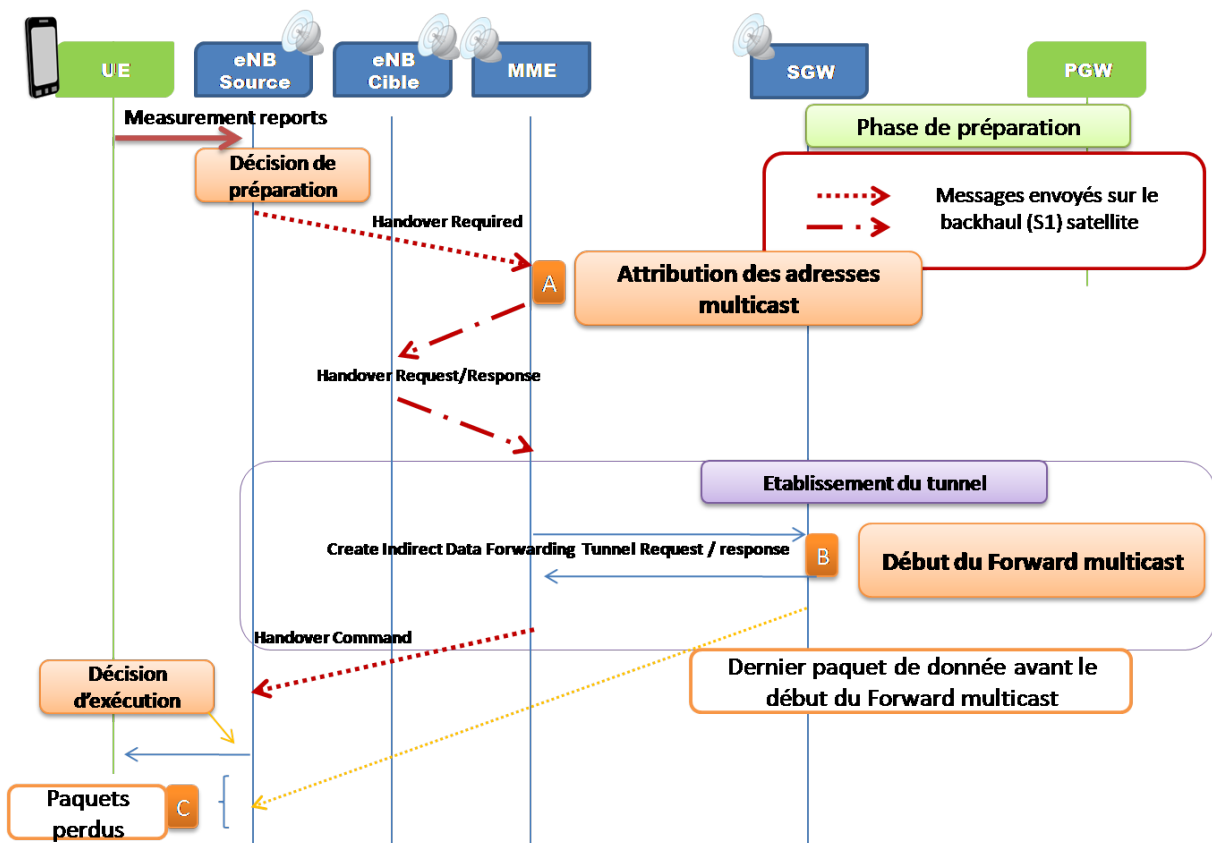 UE
eNB
Source
eNB
Cible
MME
SGW
PGW
Measurement reports
Phase de préparation
Décision de
préparation
Messages envoyés sur le
backhaul (S1) satellite
Handover Required
A
Attribution des adresses
multicast
Handover Request/Response
Etablissement du tunnel
Create Indirect Data Forwarding Tunnel Request / response
B
Début du Forward multicast
Handover Command
Décision
d'exécution
Dernier paquet de donnée avant le
début du Forward multicast
Paquets
perdus
C